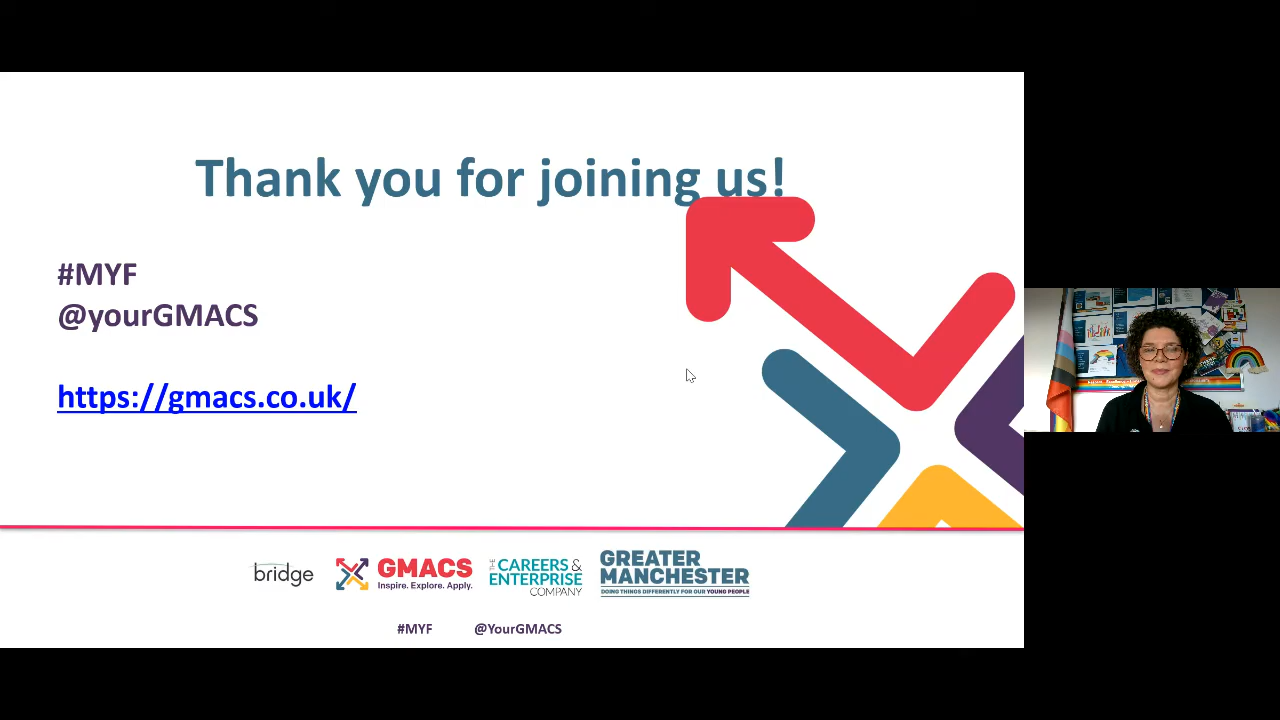 Thank you for joining us!
#MYF
@yourGMACS
https://gmacs.co.uk/
bridge
GMACS
Inspire. Explore. Apply.
THE CAREERS &
ENTERPRISE
COMPANY
GREATER
MANCHESTER
DOING THINGS DIFFERENTLY FOR OUR YOUNG PEOPLE
#MYF @YourGMACS